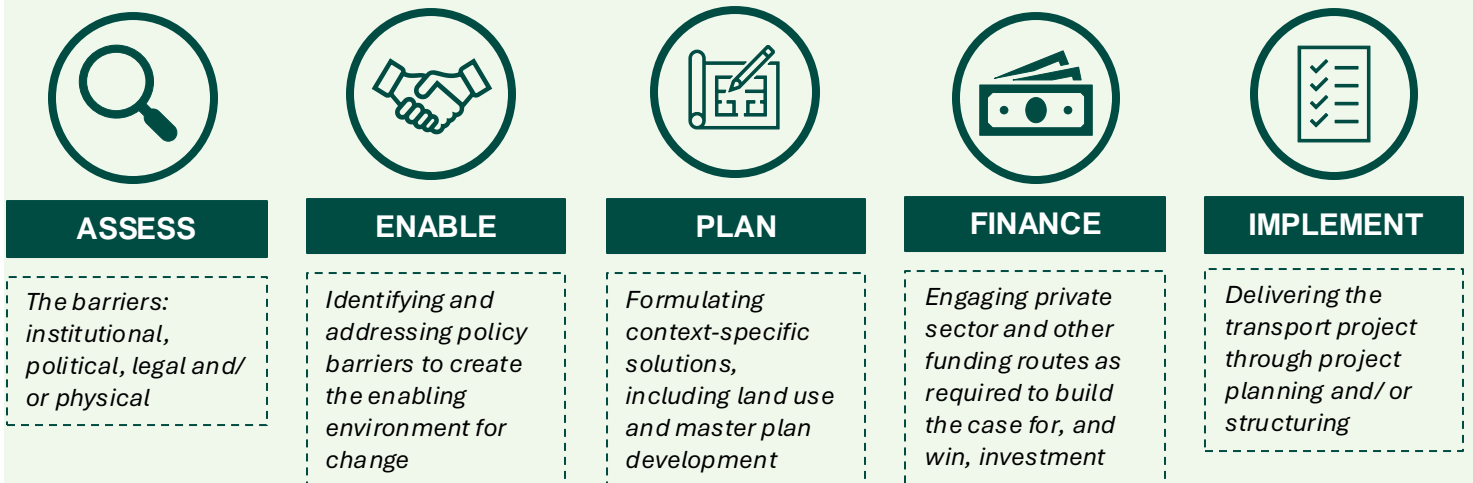 ASSESS
The barriers:
institutional,
political, legal and/
or physical
ENABLE
Identifying and
addressing policy
barriers to create
the enabling
environment for
change
PLAN
Formulating
context-specific
solutions,
including land use
and master plan
development
FINANCE
Engaging private
sector and other
funding routes as
required to build
the case for, and
win, investment
IMPLEMENT
Delivering the
transport project
through project
planning and/ or
structuring